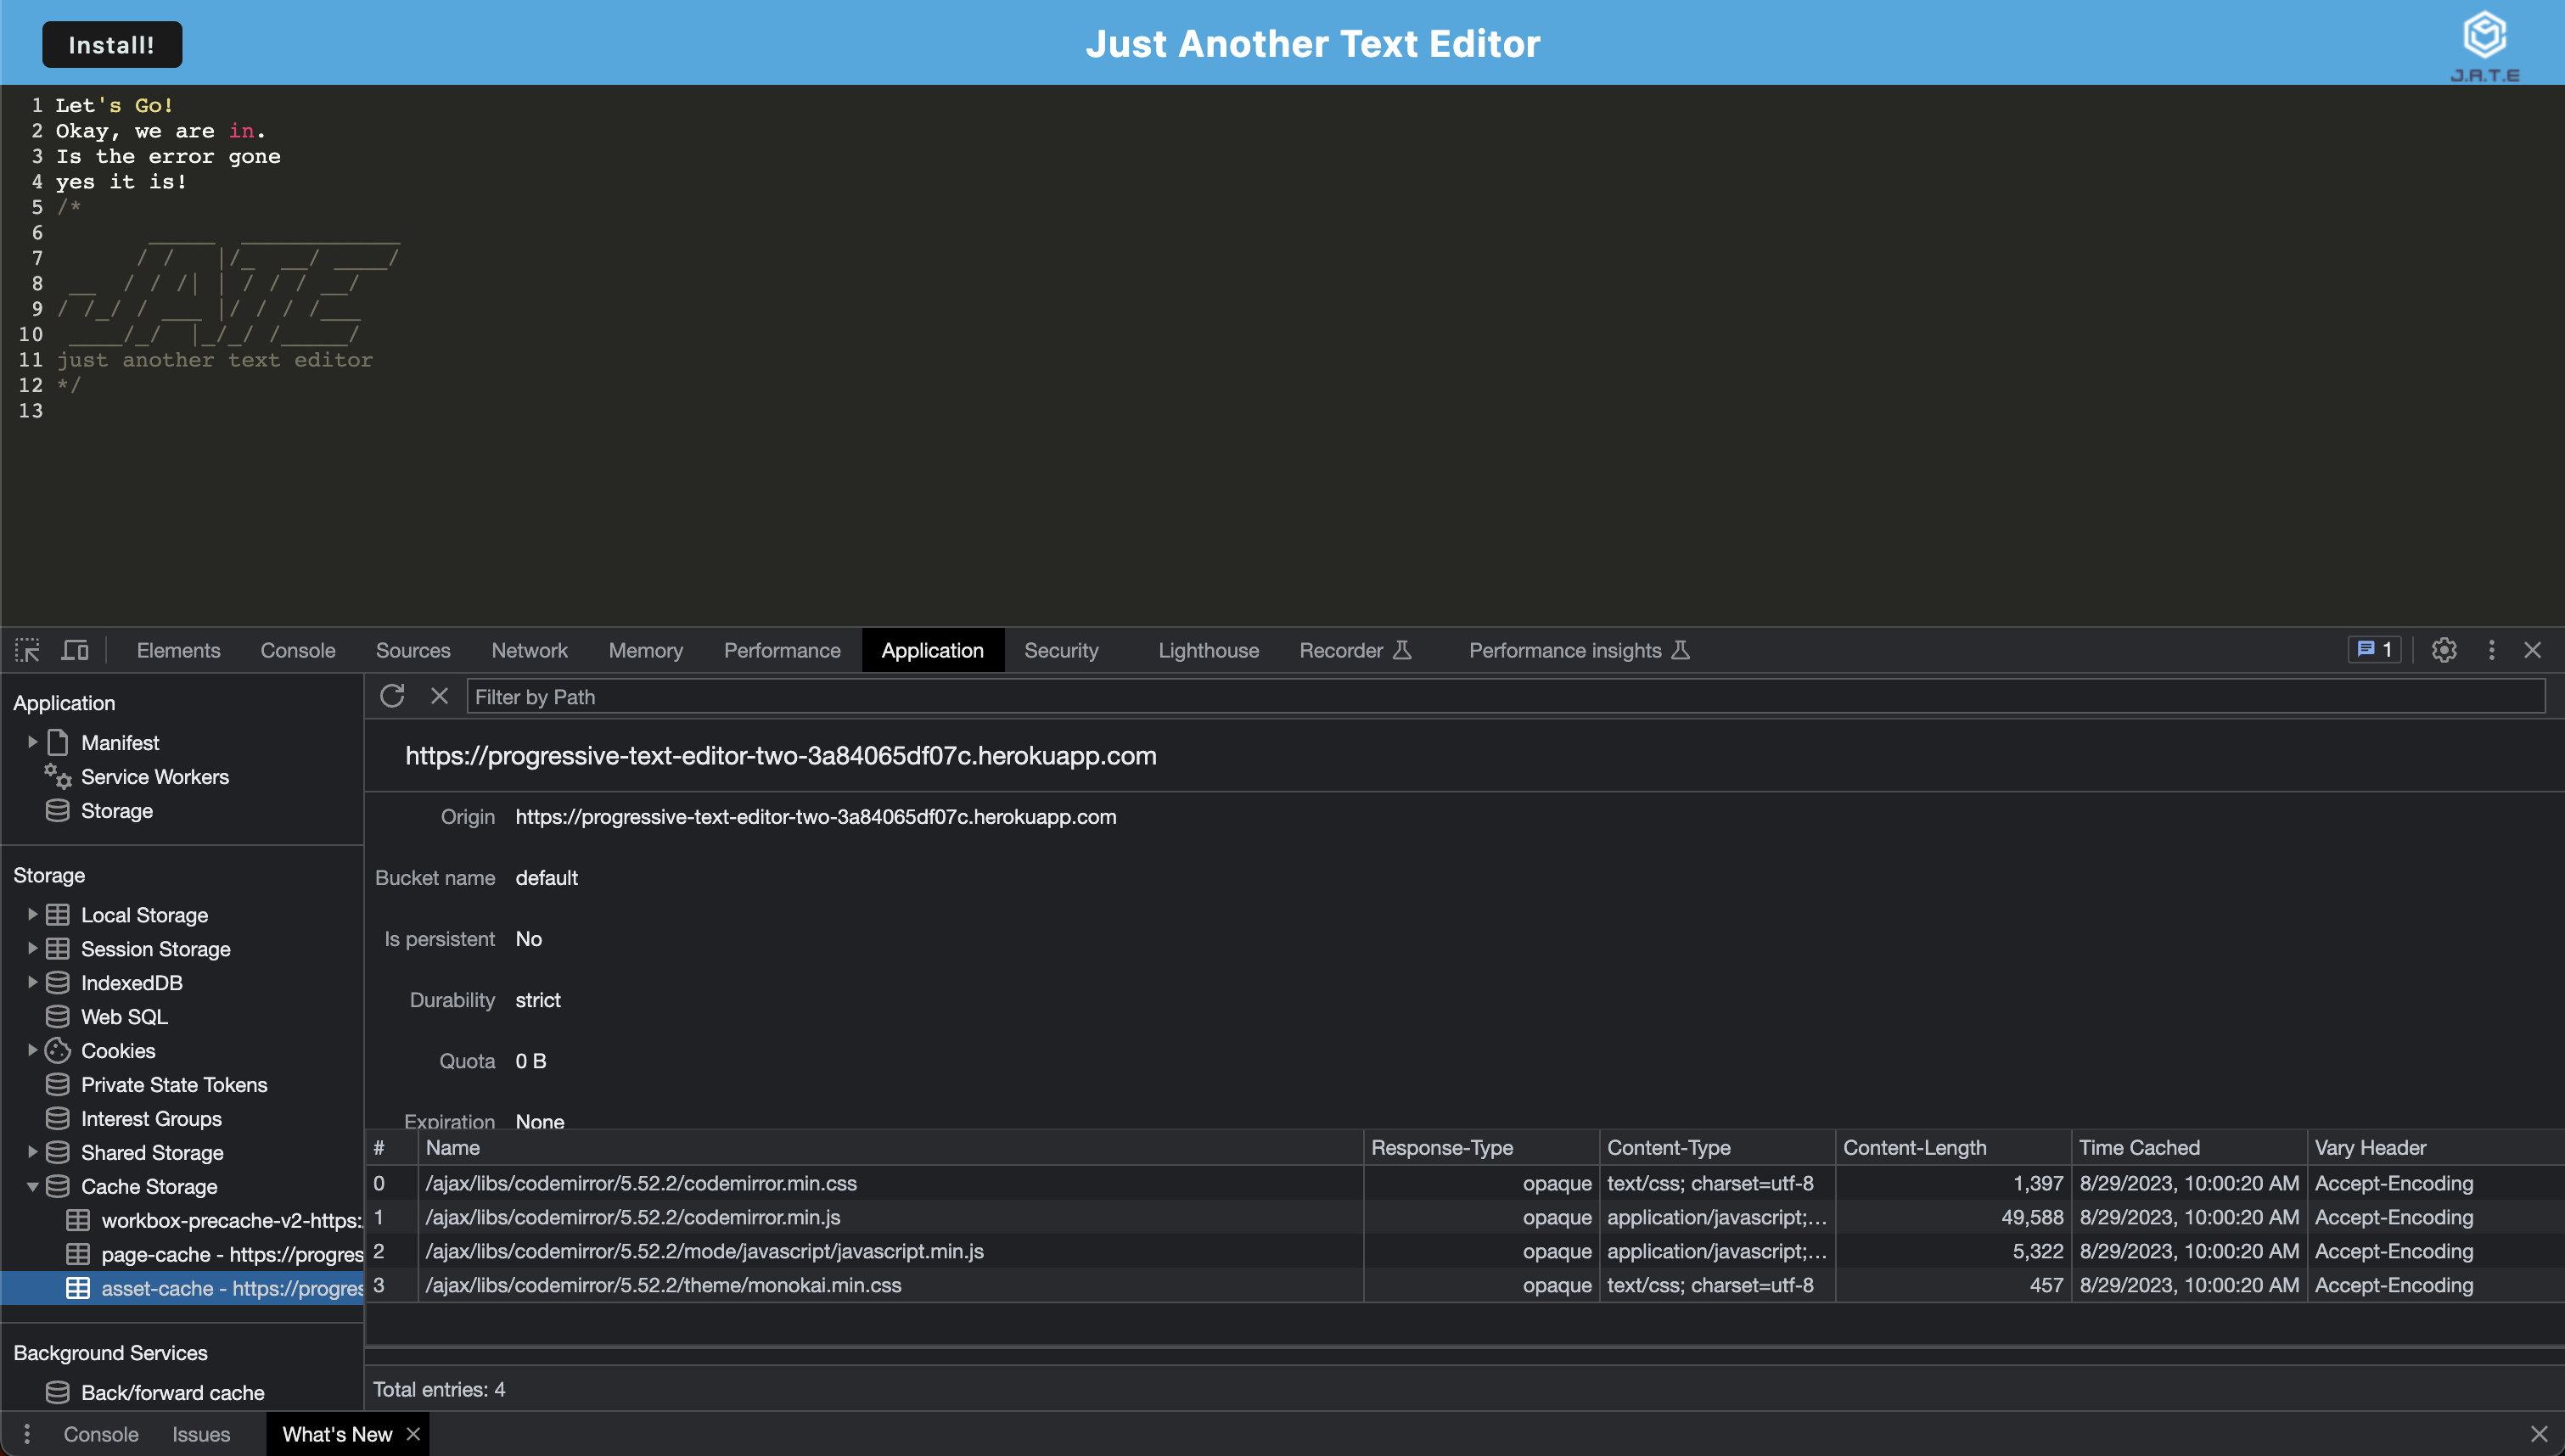 Install!
Just Another Text Editor
J.A.T.E
1 Let's Go!
2 Okay, we are in.
3 Is the error gone
4 yes it is!
5 /*
6      _____  ____________
7      / /   |/_  __/ ____/
8  __  / / /| | / / / __/
9 / /_/ / ___ |/ / / /___
10 ____/_/  |_/_/ /_____/
11 just another text editor
12 */
13
Elements Console Sources Network Memory Performance Application Security Lighthouse Recorder Performance insights 1
Application
Manifest
Service Workers
Storage
Storage
Local Storage
Session Storage
IndexedDB
Web SQL
Cookies
Private State Tokens
Interest Groups
Shared Storage
Cache Storage
workbox-precache-v2-https:
page-cache - https://progres
asset-cache - https://progres
Background Services
Back/forward cache
Filter by Path
https://progressive-text-editor-two-3a84065df07c.herokuapp.com
Origin https://progressive-text-editor-two-3a84065df07c.herokuapp.com
Bucket name default
Is persistent No
Durability strict
Quota 0 B
Expiration None
# Name Response-Type Content-Type Content-Length Time Cached Vary Header
0 /ajax/libs/codemirror/5.52.2/codemirror.min.css opaque text/css; charset=utf-8 1,397 8/29/2023, 10:00:20 AM Accept-Encoding
1 /ajax/libs/codemirror/5.52.2/codemirror.min.js opaque application/javascript;... 49,588 8/29/2023, 10:00:20 AM Accept-Encoding
2 /ajax/libs/codemirror/5.52.2/mode/javascript/javascript.min.js opaque application/javascript;... 5,322 8/29/2023, 10:00:20 AM Accept-Encoding
3 /ajax/libs/codemirror/5.52.2/theme/monokai.min.css opaque text/css; charset=utf-8 457 8/29/2023, 10:00:20 AM Accept-Encoding
Total entries: 4
Console Issues What's New